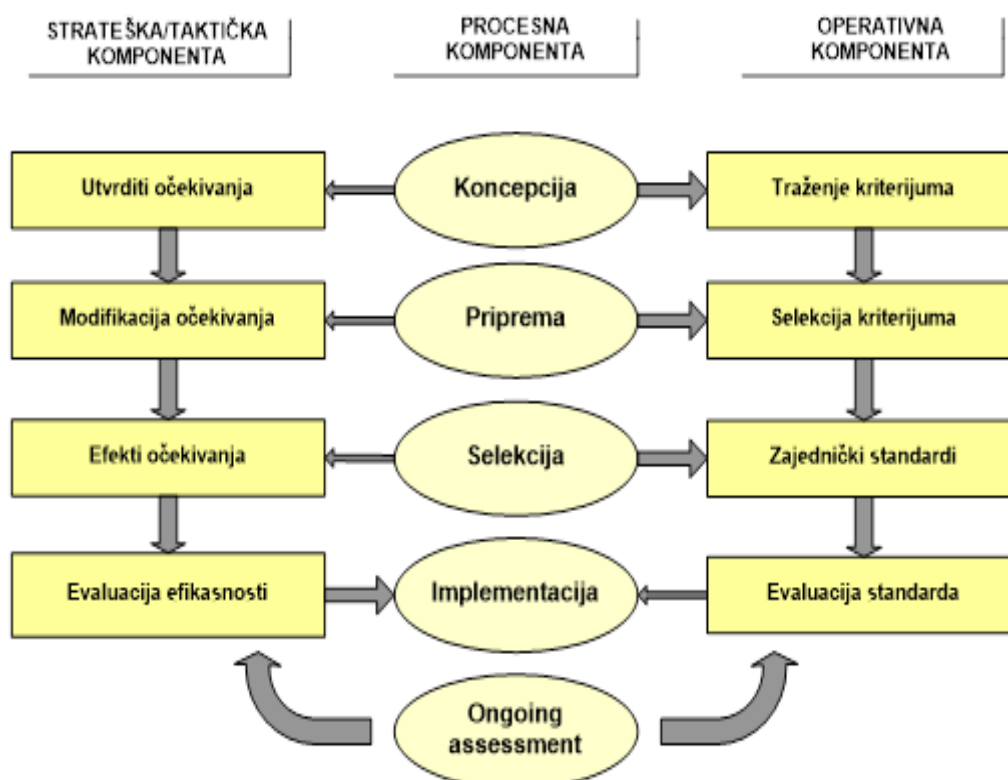 STRATEŠKA/TAKTIČKA
KOMPONENTA
PROCESNA
KOMPONENTA
OPERATIVNA
KOMPONENTA
Utvrditi očekivanja
Koncepcija
Traženje kriterijuma
Modifikacija očekivanja
Priprema
Selekcija kriterijuma
Efekti očekivanja
Selekcija
Zajednički standardi
Evaluacija efikasnosti
Implementacija
Evaluacija standarda
Ongoing
assessment